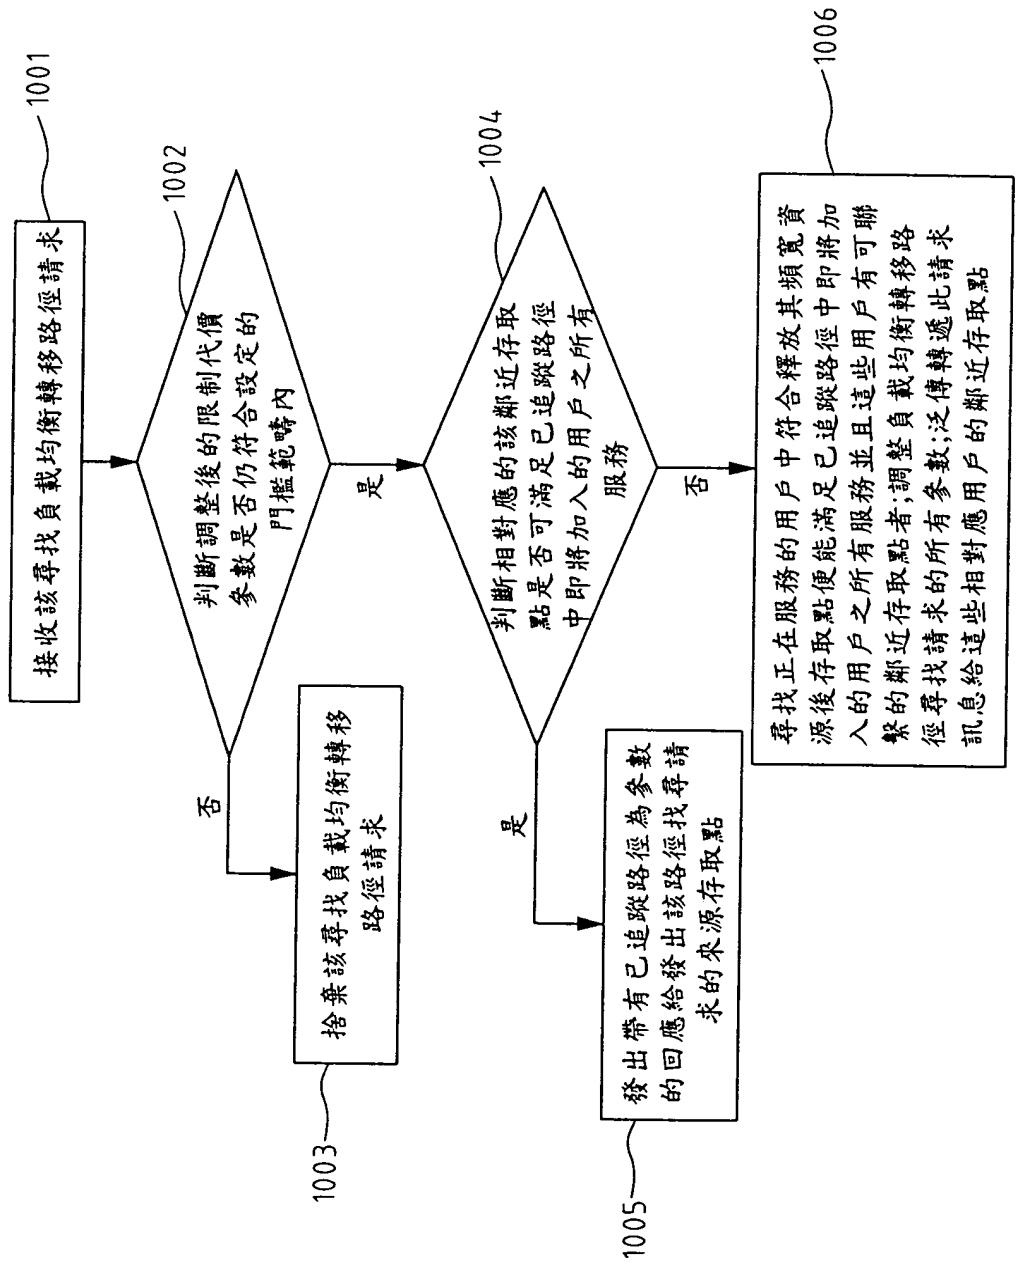 1001
接收該尋找負載均衡轉移路徑請求
1002
判斷調整後的限制代價
參數是否仍符合設定的
門檻範疇內
否
是
1003
捨棄該尋找負載均衡轉移
路徑請求
1004
判斷相對應的該鄰近存取
點是否可滿足已追蹤路徑
中即將加入的用戶之所有
服務
是
否
1005
發出帶有已追蹤路徑為參數
的回應給發出該路徑找尋請
求的來源存取點
1006
尋找正在服務的用戶中符合釋放其頻寬資
源後存取點便能滿足已追蹤路徑中即將加
入的用戶之所有服務並且這些用戶有可聯
繫的鄰近存取點者;調整負載均衡轉移路
徑尋找請求的所有參數;泛傳轉遞此請求
訊息給這些相對應用戶的鄰近存取點